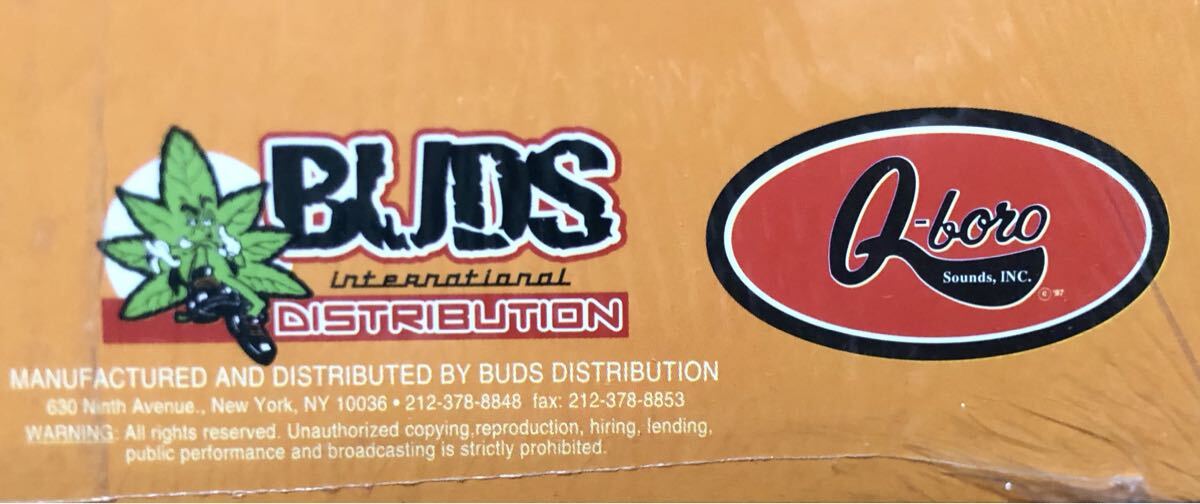 BUDS
international
DISTRIBUTION
Q-boro
Sounds, INC.
© '97
MANUFACTURED AND DISTRIBUTED BY BUDS DISTRIBUTION
630 Ninth Avenue., New York, NY 10036 • 212-378-8848 fax: 212-378-8853
WARNING: All rights reserved. Unauthorized copying,reproduction, hiring, lending,
public performance and broadcasting is strictly prohibited.